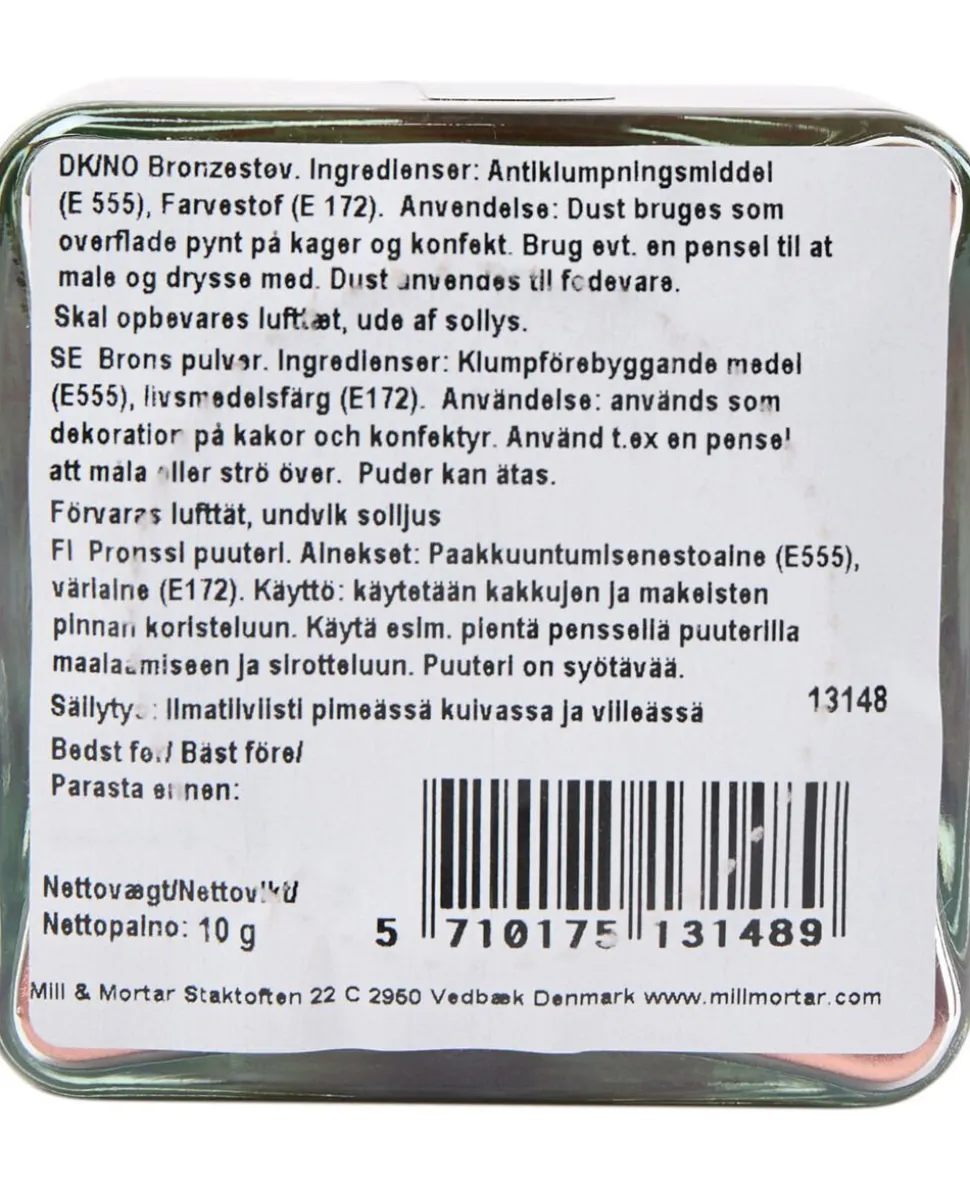 DK/NO Bronzestøv. Ingredienser: Antiklumpningsmiddel
(E 555), Farvestof (E 172). Anvendelse: Dust bruges som
overflade pynt på kager og konfekt. Brug evt. en pensel til at
male og drysse med. Dust anvendes til fødevare.
Skal opbevares lufttæt, ude af sollys.
SE Brons pulver. Ingredienser: Klumpförebyggande medel
(E555), livsmedelsfärg (E172). Användelse: används som
dekoration på kakor och konfektyr. Använd t.ex en pensel
att måla eller strö över. Puder kan ätas.
Förvaras lufttät, undvik solljus
FI Pronssi puuteri. Ainekset: Paakkuuntumisenestoaine (E555),
väriaine (E172). Käyttö: käytetään kakkujen ja makeisten
pinnan koristeluun. Käytä esim. pientä penssellä puuterilla
maalaamiseen ja sirotteluun. Puuteri on syötävää.
Säilytys: ilmatiiviisti pimeässä kuivassa ja viileässä
13148
Bedst før/ Bäst före/
Parasta ennen:
Nettovægt/Nettovikt/
Nettopaino: 10 g
5 710175 131489
Mill & Mortar Staktoften 22 C 2950 Vedbæk Denmark www.millmortar.com